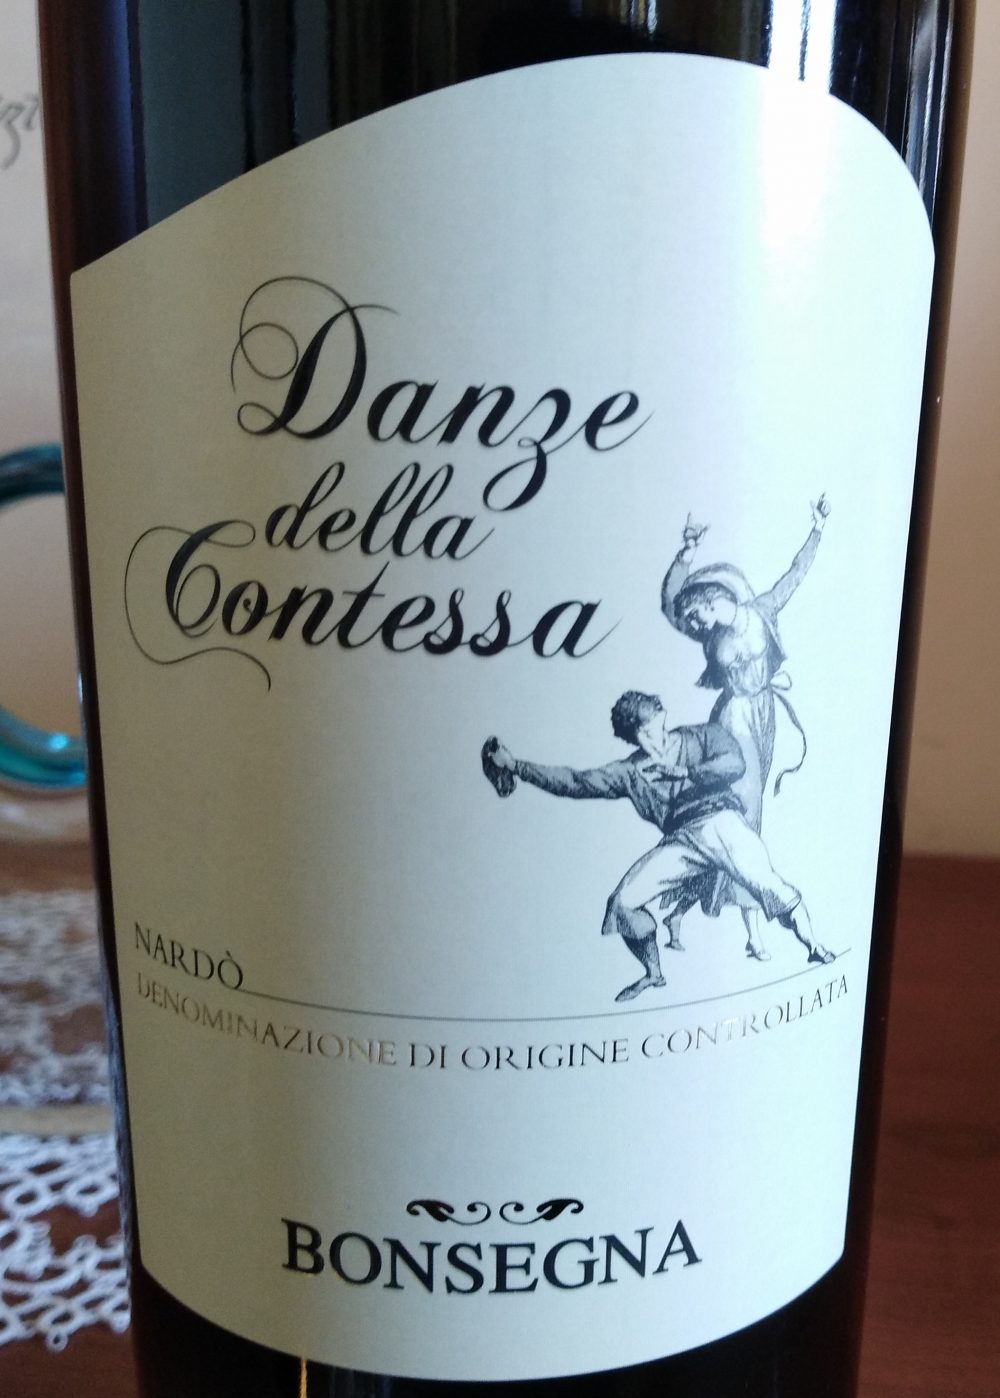 Danze
della
Contessa
NARDÒ
DENOMINAZIONE DI ORIGINE CONTROLLATA
BONSEGNA